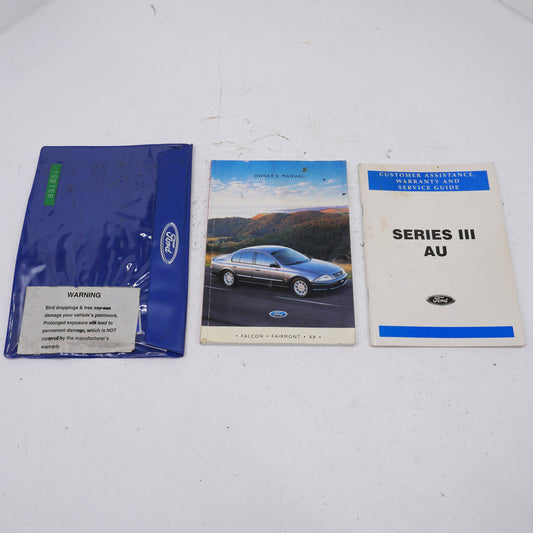 192156
Ford
WARNING
Bird droppings & tree sap can
damage your vehicle's paintwork.
Prolonged exposure will lead to
permanent damage, which is NOT
covered by the manufacturer's
warranty.
OWNER'S MANUAL
Ford
• FALCON • FAIRMONT • XR •
CUSTOMER ASSISTANCE,
WARRANTY AND
SERVICE GUIDE
SERIES III
AU
Ford